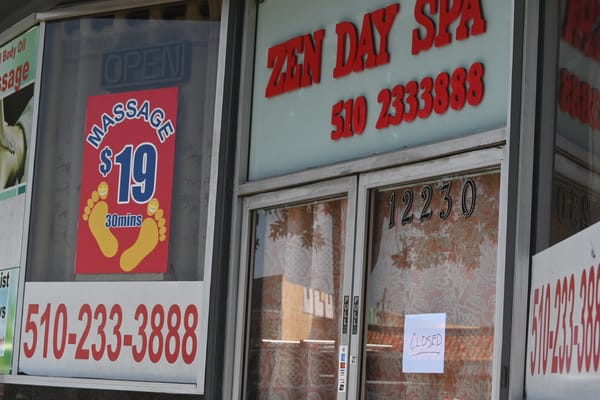 Body Oil
ssage
OPEN
MASSAGE
$19
30mins
510-233-3888
ist
ZEN DAY SPA
510 2333888
12230
CLOSED
510-233-